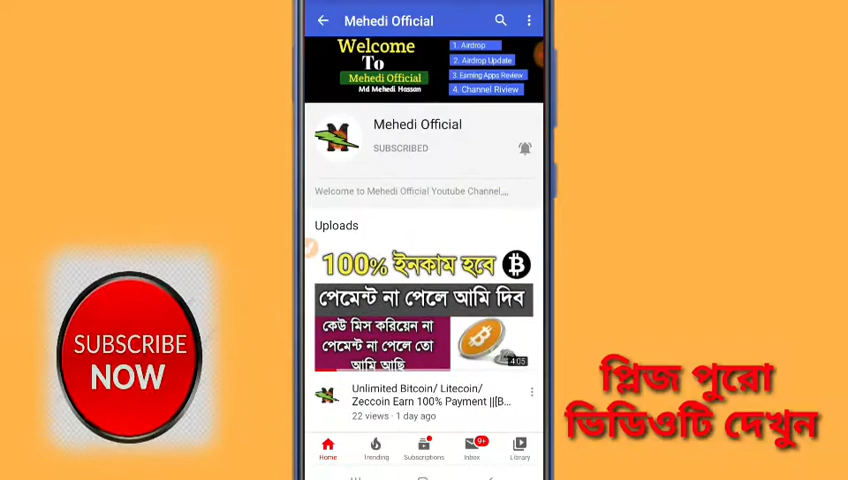 Mehedi Official
Welcome
To
Mehedi Official
Md Mehedi Hassan
1. Airdrop
2. Airdrop Update
3. Earning Apps Review
4. Channel Riview
Mehedi Official
SUBSCRIBED
Welcome to Mehedi Official Youtube Channel,,,,
Uploads
100% ইনকাম হবে
পেমেন্ট না পেলে আমি দিব
কেউ মিস করিয়েন না
পেমেন্ট না পেলে তো
আমি আছি
4:05
Unlimited Bitcoin/ Litecoin/
Zeccoin Earn 100% Payment ||[B...
22 views · 1 day ago
Home
Trending
Subscriptions
9+
Inbox
Library
SUBSCRIBE
NOW
প্লিজ পুরো
ভিডিওটি দেখুন